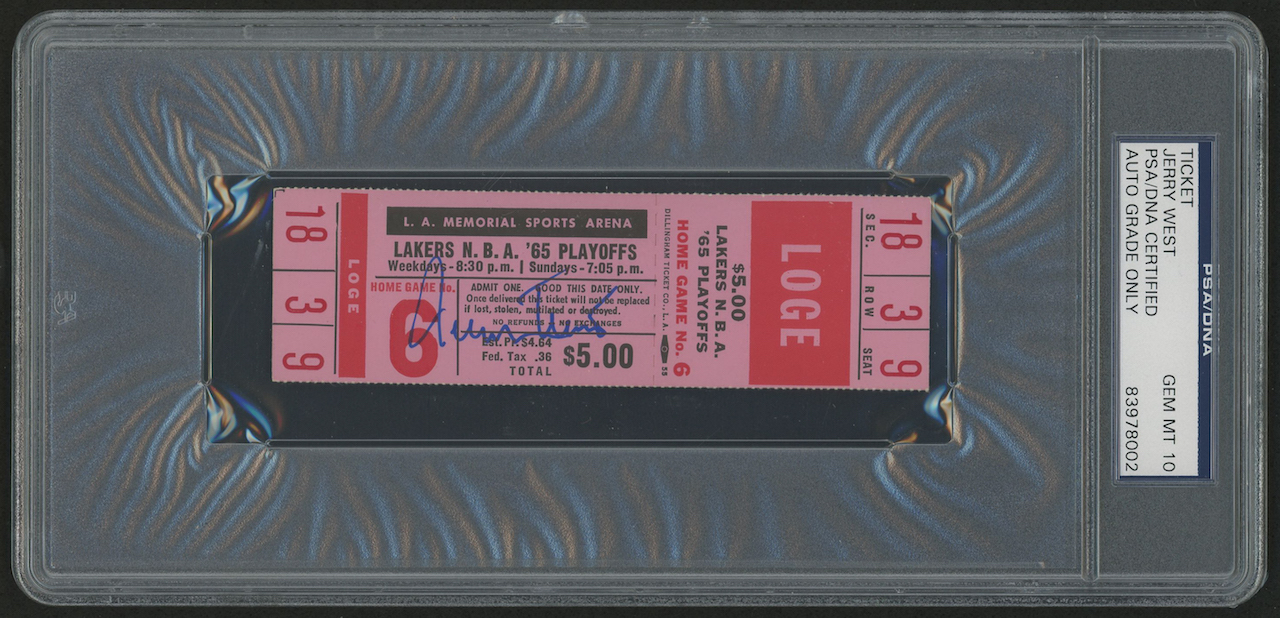 18
3
9
LOGE
L. A. MEMORIAL SPORTS ARENA
LAKERS N.B.A. '65 PLAYOFFS
Weekdays-8:30 p.m. | Sundays-7:05 p.m.
HOME GAME No.
6
ADMIT ONE. GOOD THIS DATE ONLY.
Once delivered this ticket will not be replaced
if lost, stolen, mutilated or destroyed.
NO REFUNDS & NO EXCHANGES
Est. Pr. $4.64
Fed. Tax .36
TOTAL
$5.00
Jerry West
DILLINGHAM TICKET CO., L. A. 55
$5.00
LAKERS N.B.A.
'65 PLAYOFFS
HOME GAME No. 6
LOGE
18
SEC.
3
ROW
9
SEAT
PSA/DNA
TICKET
JERRY WEST
PSA/DNA CERTIFIED
AUTO GRADE ONLY
GEM MT 10
83978002